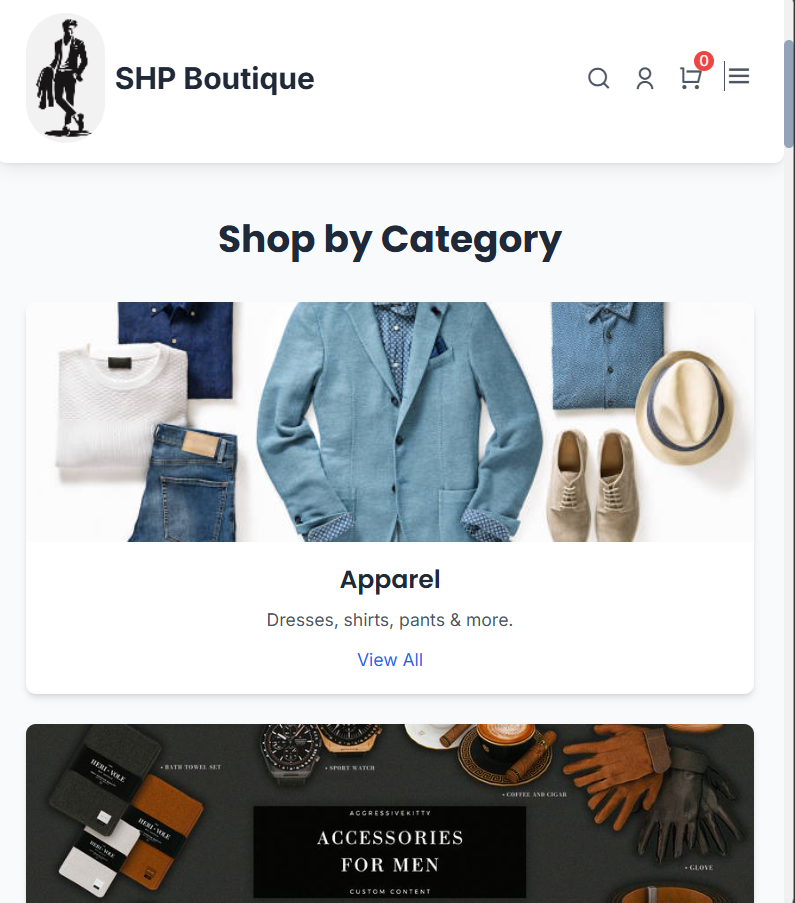 SHP Boutique
0
Shop by Category
Apparel
Dresses, shirts, pants & more.
View All
HERI · VOLE
• BATH TOWEL SET
• SPORT WATCH
• COFFEE AND CIGAR
HERI · VOLE
HERI · VOLE
AGGRESSIVEKITTY
ACCESSORIES
FOR MEN
CUSTOM CONTENT
• GLOVE